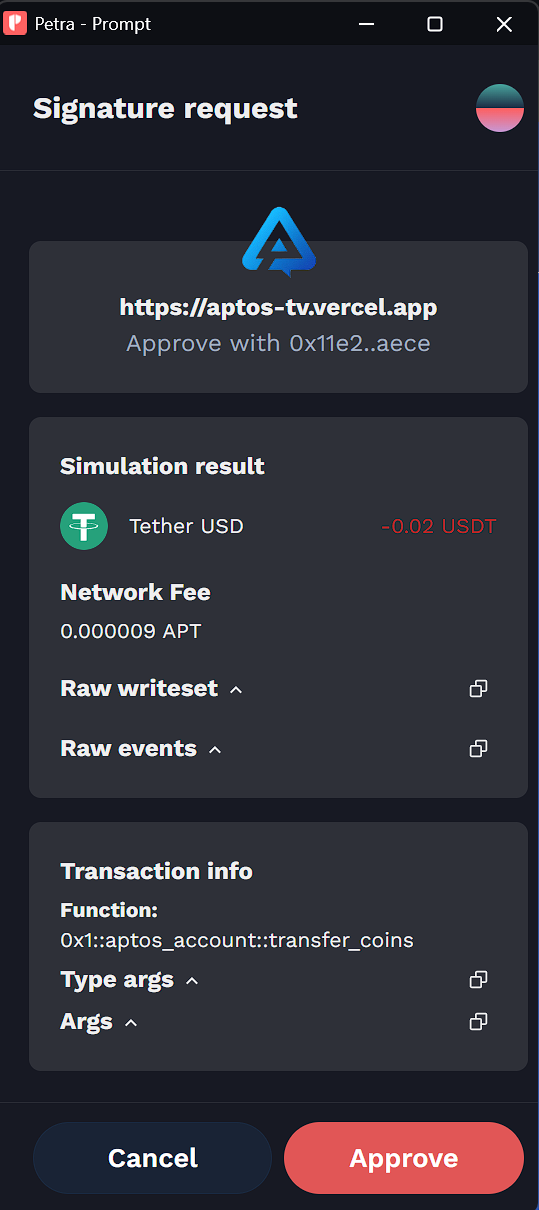 Petra - Prompt
Signature request
https://aptos-tv.vercel.app
Approve with 0x11e2..aece
Simulation result
Tether USD -0.02 USDT
Network Fee
0.000009 APT
Raw writeset
Raw events
Transaction info
Function:
0x1::aptos_account::transfer_coins
Type args
Args
Cancel Approve